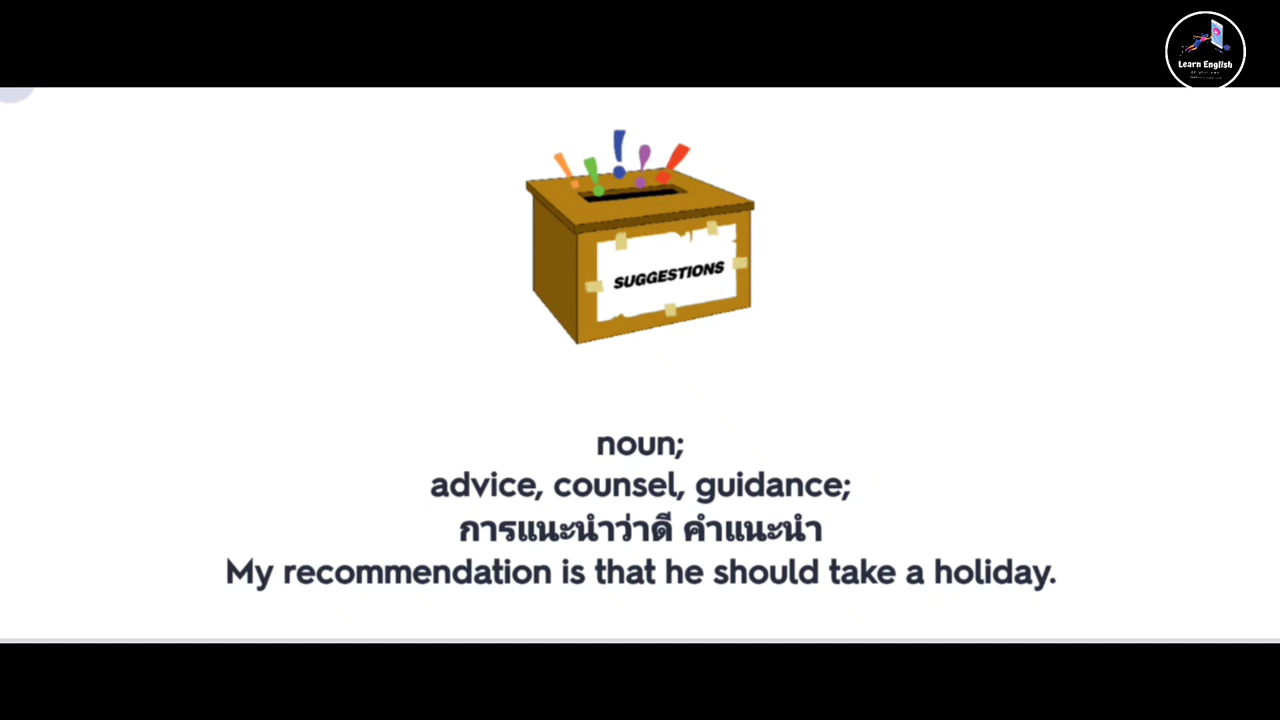 Learn English
SUGGESTIONS
noun;
advice, counsel, guidance;
การแนะนำว่าดี คำแนะนำ
My recommendation is that he should take a holiday.